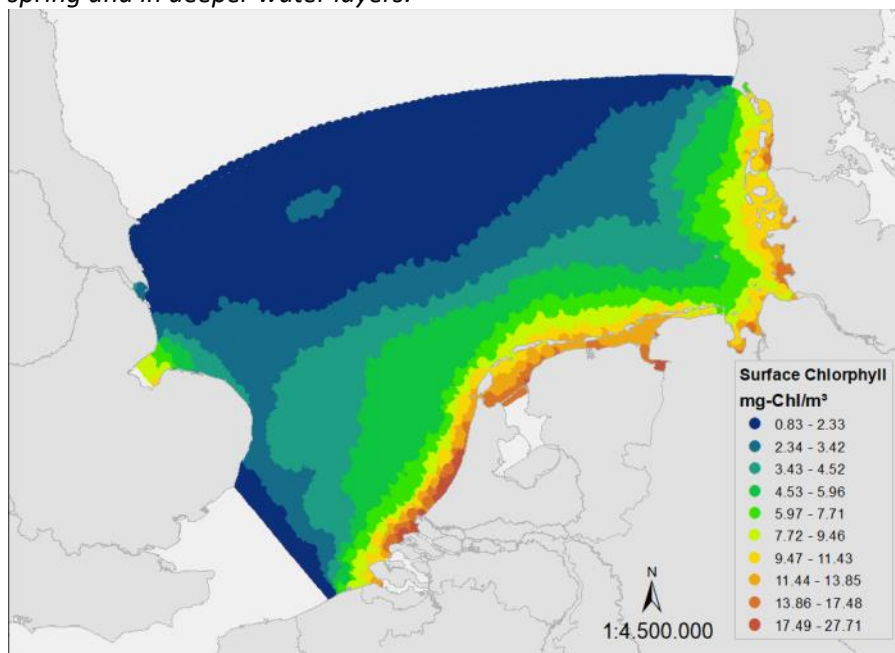 spring and in deeper water layers.
Surface Chlorphyll
mg-Chl/m³
0.83 - 2.33
2.34 - 3.42
3.43 - 4.52
4.53 - 5.96
5.97 - 7.71
7.72 - 9.46
9.47 - 11.43
11.44 - 13.85
13.86 - 17.48
17.49 - 27.71
N
1:4.500.000